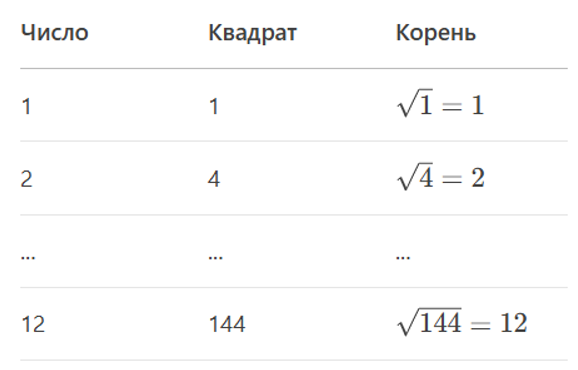 Число Квадрат Корень
1 1 √1 = 1
2 4 √4 = 2
... ... ...
12 144 √144 = 12